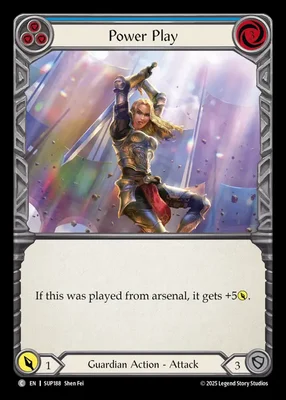 Power Play
If this was played from arsenal, it gets +5.
1
Guardian Action - Attack
3
C EN | SUP188 Shen Fei
© 2025 Legend Story Studios